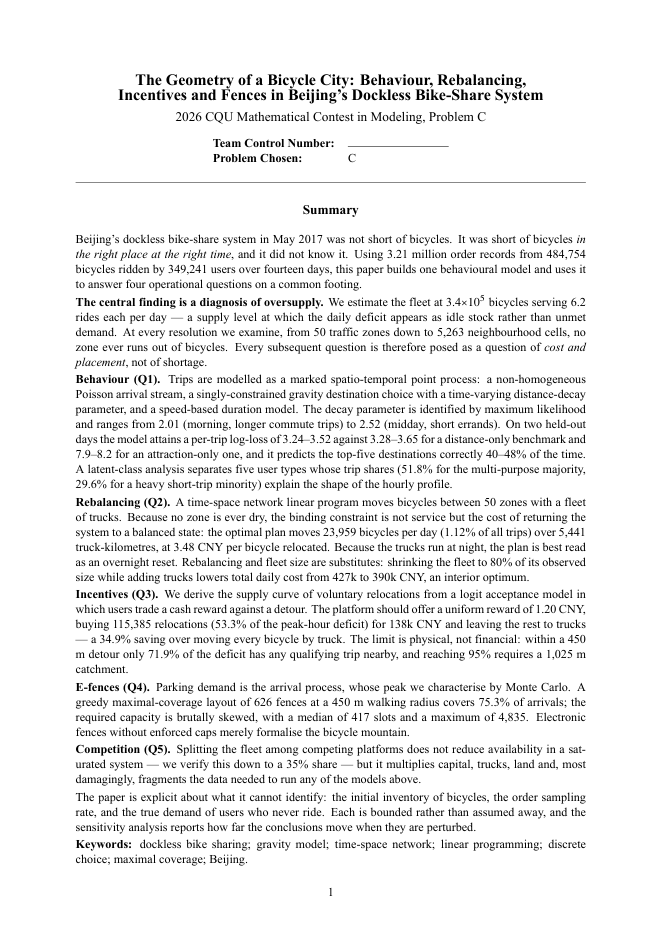 The Geometry of a Bicycle City: Behaviour, Rebalancing,
Incentives and Fences in Beijing's Dockless Bike-Share System
2026 CQU Mathematical Contest in Modeling, Problem C
Team Control Number:
Problem Chosen: C
Summary
Beijing's dockless bike-share system in May 2017 was not short of bicycles. It was short of bicycles in
the right place at the right time, and it did not know it. Using 3.21 million order records from 484,754
bicycles ridden by 349,241 users over fourteen days, this paper builds one behavioural model and uses it
to answer four operational questions on a common footing.
The central finding is a diagnosis of oversupply. We estimate the fleet at 3.4×10⁵ bicycles serving 6.2
rides each per day — a supply level at which the daily deficit appears as idle stock rather than unmet
demand. At every resolution we examine, from 50 traffic zones down to 5,263 neighbourhood cells, no
zone ever runs out of bicycles. Every subsequent question is therefore posed as a question of cost and
placement, not of shortage.
Behaviour (Q1). Trips are modelled as a marked spatio-temporal point process: a non-homogeneous
Poisson arrival stream, a singly-constrained gravity destination choice with a time-varying distance-decay
parameter, and a speed-based duration model. The decay parameter is identified by maximum likelihood
and ranges from 2.01 (morning, longer commute trips) to 2.52 (midday, short errands). On two held-out
days the model attains a per-trip log-loss of 3.24–3.52 against 3.28–3.65 for a distance-only benchmark and
7.9–8.2 for an attraction-only one, and it predicts the top-five destinations correctly 40–48% of the time.
A latent-class analysis separates five user types whose trip shares (51.8% for the multi-purpose majority,
29.6% for a heavy short-trip minority) explain the shape of the hourly profile.
Rebalancing (Q2). A time-space network linear program moves bicycles between 50 zones with a fleet
of trucks. Because no zone is ever dry, the binding constraint is not service but the cost of returning the
system to a balanced state: the optimal plan moves 23,959 bicycles per day (1.12% of all trips) over 5,441
truck-kilometres, at 3.48 CNY per bicycle relocated. Because the trucks run at night, the plan is best read
as an overnight reset. Rebalancing and fleet size are substitutes: shrinking the fleet to 80% of its observed
size while adding trucks lowers total daily cost from 427k to 390k CNY, an interior optimum.
Incentives (Q3). We derive the supply curve of voluntary relocations from a logit acceptance model in
which users trade a cash reward against a detour. The platform should offer a uniform reward of 1.20 CNY,
buying 115,385 relocations (53.3% of the peak-hour deficit) for 138k CNY and leaving the rest to trucks
— a 34.9% saving over moving every bicycle by truck. The limit is physical, not financial: within a 450
m detour only 71.9% of the deficit has any qualifying trip nearby, and reaching 95% requires a 1,025 m
catchment.
E-fences (Q4). Parking demand is the arrival process, whose peak we characterise by Monte Carlo. A
greedy maximal-coverage layout of 626 fences at a 450 m walking radius covers 75.3% of arrivals; the
required capacity is brutally skewed, with a median of 417 slots and a maximum of 4,835. Electronic
fences without enforced caps merely formalise the bicycle mountain.
Competition (Q5). Splitting the fleet among competing platforms does not reduce availability in a sat-
urated system — we verify this down to a 35% share — but it multiplies capital, trucks, land and, most
damagingly, fragments the data needed to run any of the models above.
The paper is explicit about what it cannot identify: the initial inventory of bicycles, the order sampling
rate, and the true demand of users who never ride. Each is bounded rather than assumed away, and the
sensitivity analysis reports how far the conclusions move when they are perturbed.
Keywords: dockless bike sharing; gravity model; time-space network; linear programming; discrete
choice; maximal coverage; Beijing.
1